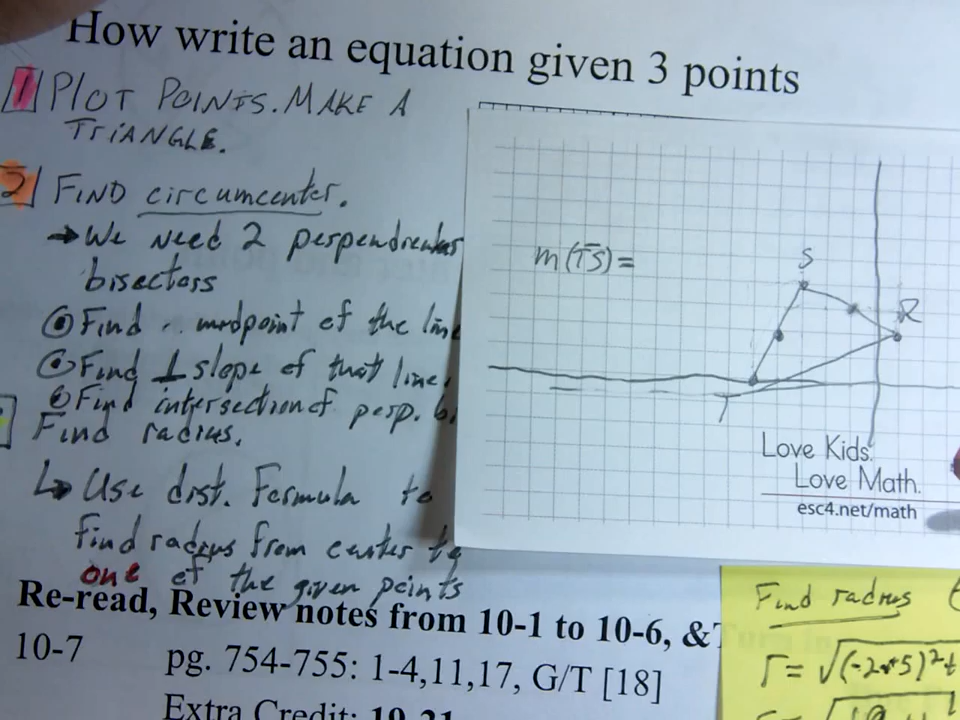 How write an equation given 3 points
1 PLOT POINTS. MAKE A
TRIANGLE.
2 FIND circumcenter.
→ We need 2 perpendicular
bisectors
Find midpoint of the line
Find ⊥ slope of that line.
Find intersection of perp. b
Find radius.
↳ Use dist. Formula to
find radius from center to
one of the given points
Re-read, Review notes from 10-1 to 10-6, &
10-7 pg. 754-755: 1-4,11,17, G/T [18]
Extra Credit: 19-21
m(TS)=
S
R
T
Love Kids.
Love Math.
esc4.net/math
Find radius
r = √(-2+5)²+